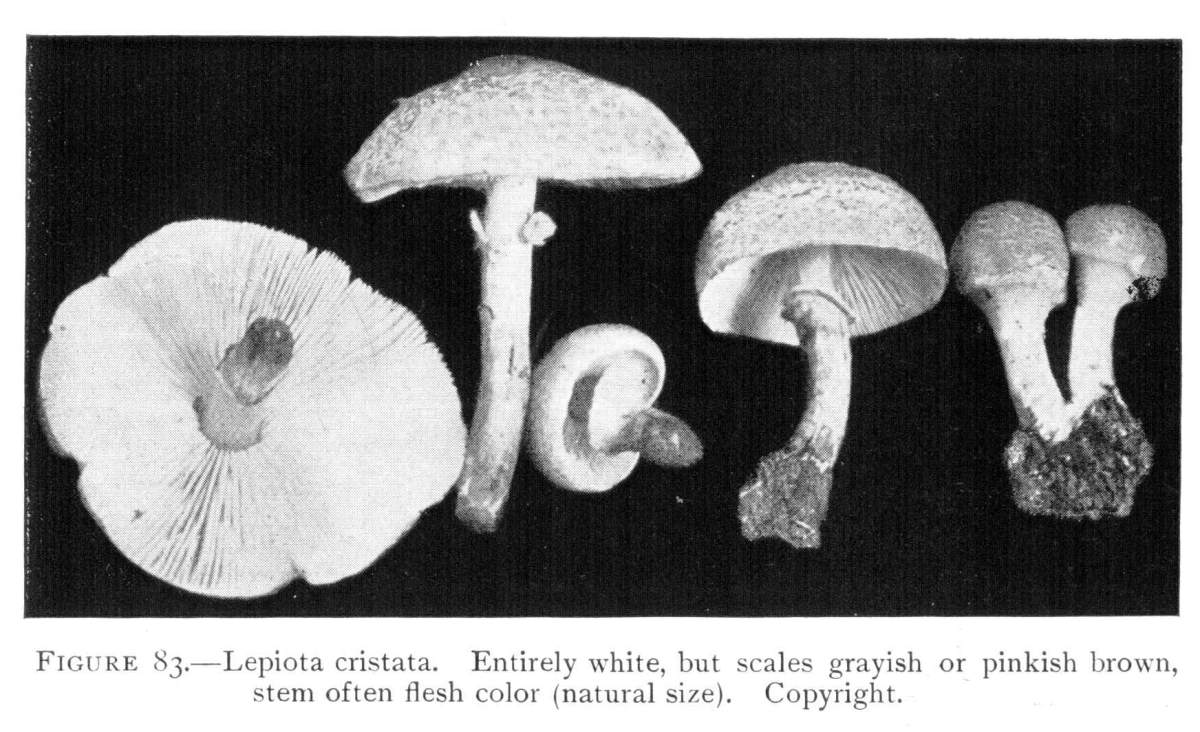 FIGURE 83.—Lepiota cristata. Entirely white, but scales grayish or pinkish brown,
stem often flesh color (natural size). Copyright.